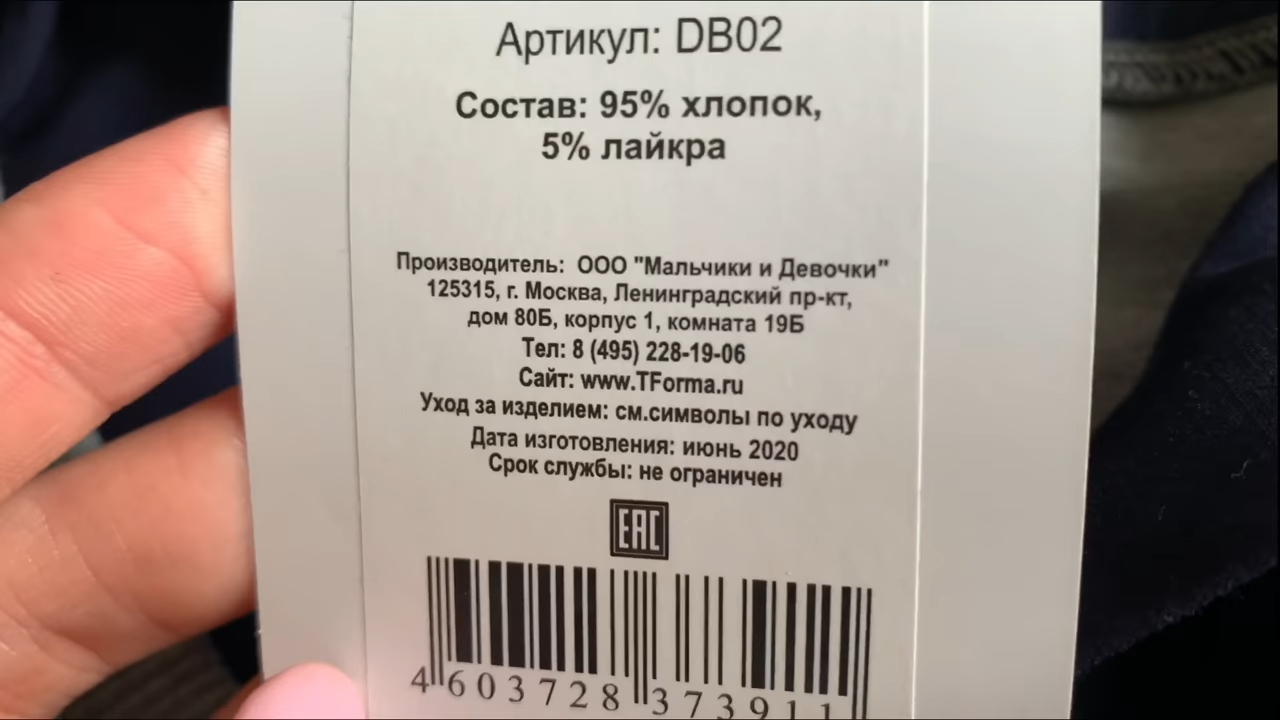 Артикул: DB02
Состав: 95% хлопок,
5% лайкра
Производитель: ООО "Мальчики и Девочки"
125315, г. Москва, Ленинградский пр-кт,
дом 80Б, корпус 1, комната 19Б
Тел: 8 (495) 228-19-06
Сайт: www.TForma.ru
Уход за изделием: см.символы по уходу
Дата изготовления: июнь 2020
Срок службы: не ограничен
EAC
4 603728 373911